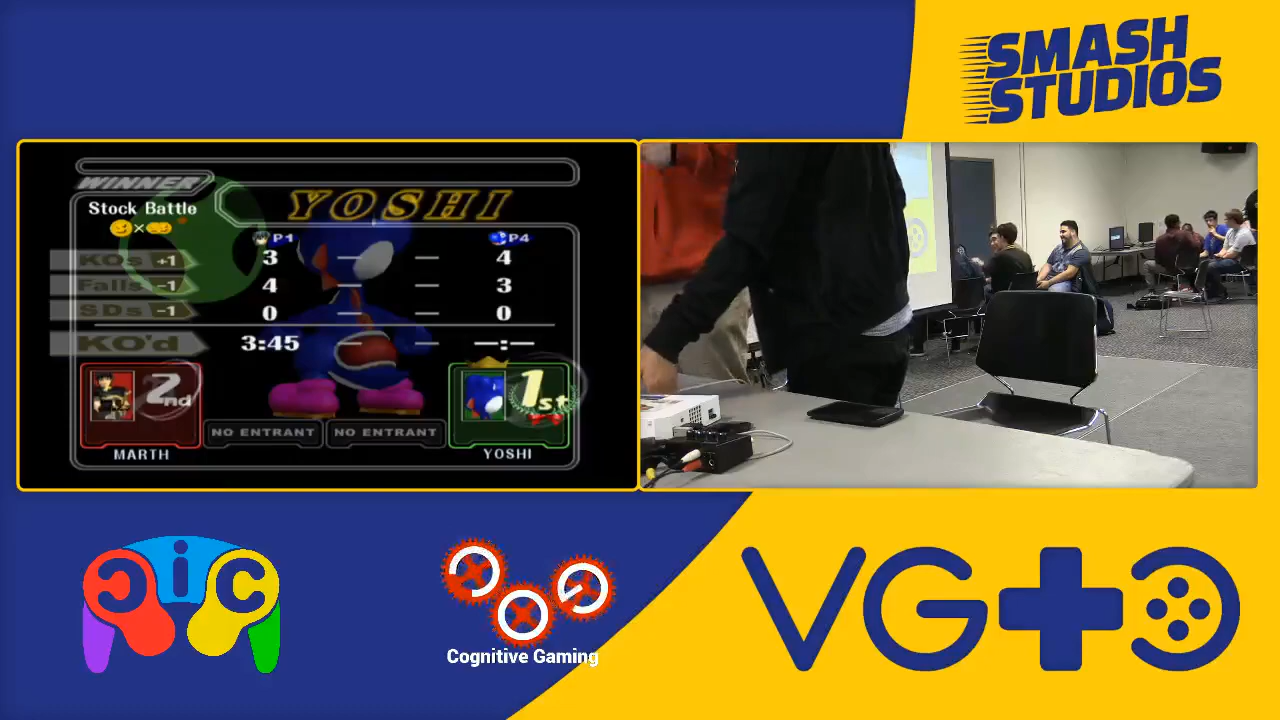 SMASH
STUDIOS
WINNER
YOSHI
Stock Battle
×
P1
P4
KOs +1 3 — — 4
Falls -1 4 — — 3
SDs -1 0 — — 0
KO'd 3:45 — — —:—
2nd
1st
NO ENTRANT
NO ENTRANT
MARTH
YOSHI
cic
Cognitive Gaming
VG